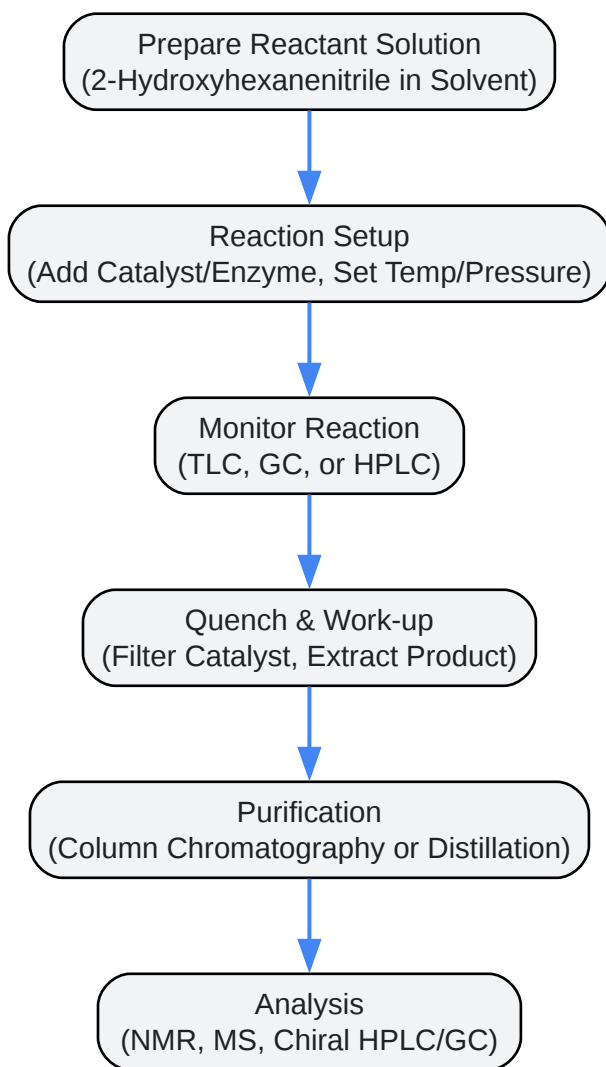 Prepare Reactant Solution
(2-Hydroxyhexanenitrile in Solvent)
Reaction Setup
(Add Catalyst/Enzyme, Set Temp/Pressure)
Monitor Reaction
(TLC, GC, or HPLC)
Quench & Work-up
(Filter Catalyst, Extract Product)
Purification
(Column Chromatography or Distillation)
Analysis
(NMR, MS, Chiral HPLC/GC)